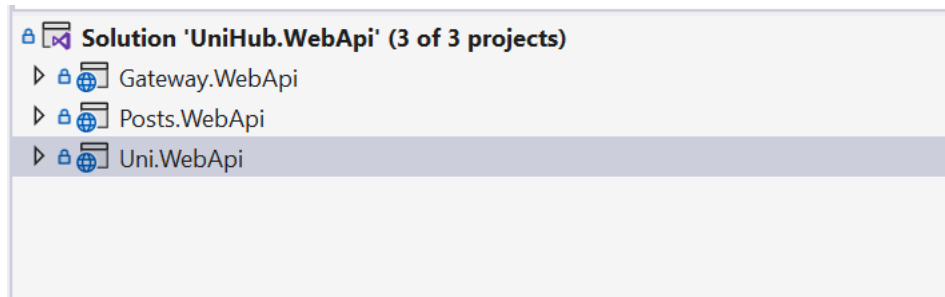 Solution 'UniHub.WebApi' (3 of 3 projects)
Gateway.WebApi
Posts.WebApi
Uni.WebApi